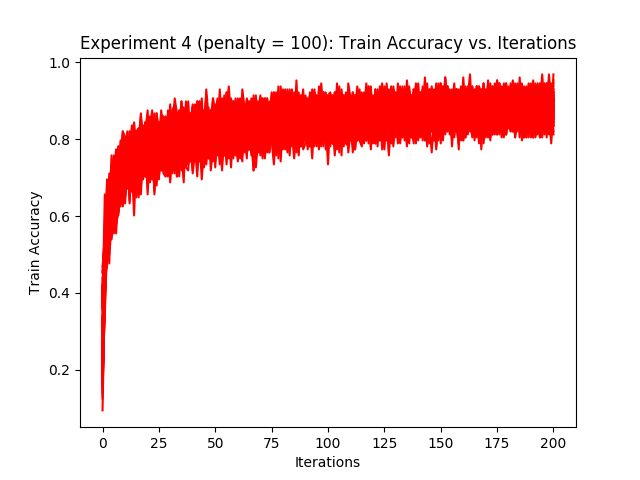 Experiment 4 (penalty = 100): Train Accuracy vs. Iterations
1.0
0.8
0.6
0.4
0.2
Train Accuracy
0 25 50 75 100 125 150 175 200
Iterations